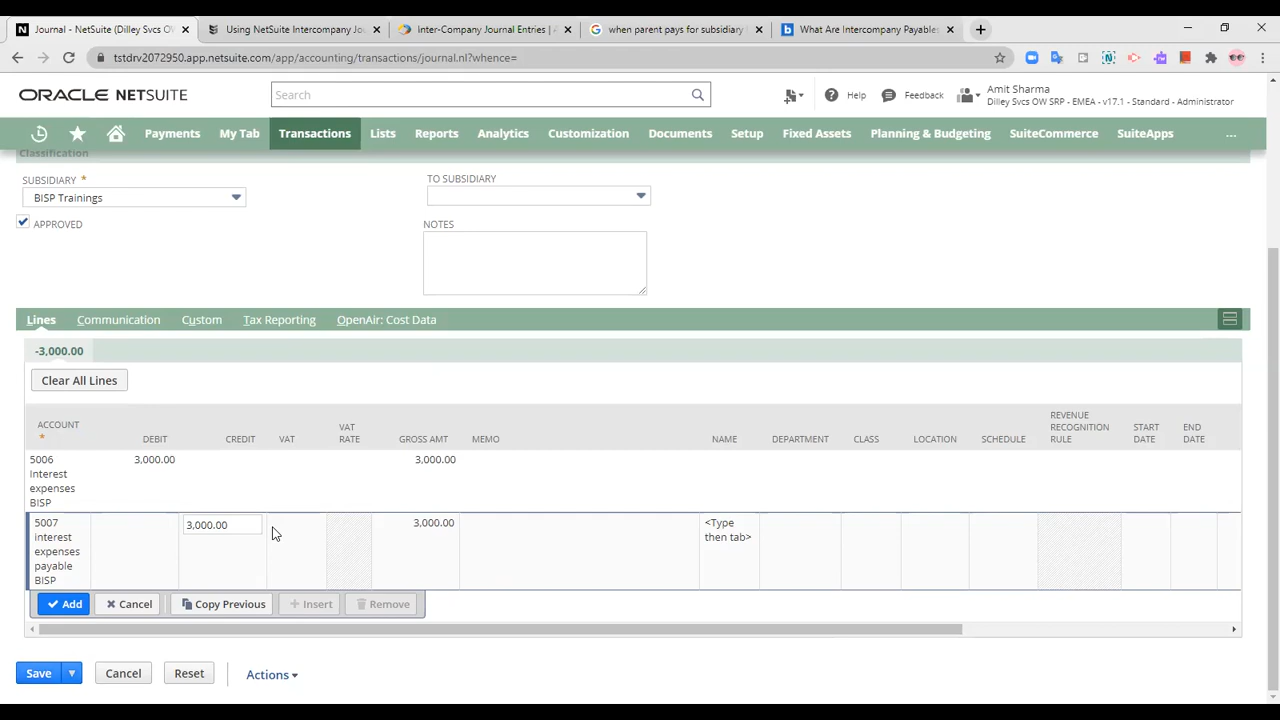 Journal - NetSuite (Dilley Svcs OW
Using NetSuite Intercompany Jou
Inter-Company Journal Entries | A
when parent pays for subsidiary
What Are Intercompany Payables
tstdrv2072950.app.netsuite.com/app/accounting/transactions/journal.nl?whence=
ORACLE NETSUITE
Search
Help
Feedback
Amit Sharma
Dilley Svcs OW SRP - EMEA - v17.1 - Standard - Administrator
Payments
My Tab
Transactions
Lists
Reports
Analytics
Customization
Documents
Setup
Fixed Assets
Planning & Budgeting
SuiteCommerce
SuiteApps
...
Classification
SUBSIDIARY *
BISP Trainings
TO SUBSIDIARY
APPROVED
NOTES
Lines
Communication
Custom
Tax Reporting
OpenAir: Cost Data
-3,000.00
Clear All Lines
ACCOUNT
*
DEBIT
CREDIT
VAT
VAT
RATE
GROSS AMT
MEMO
NAME
DEPARTMENT
CLASS
LOCATION
SCHEDULE
REVENUE
RECOGNITION
RULE
START
DATE
END
DATE
5006
Interest
expenses
BISP
3,000.00
3,000.00
5007
interest
expenses
payable
BISP
3,000.00
3,000.00
<Type
then tab>
Add
Cancel
Copy Previous
Insert
Remove
Save
Cancel
Reset
Actions